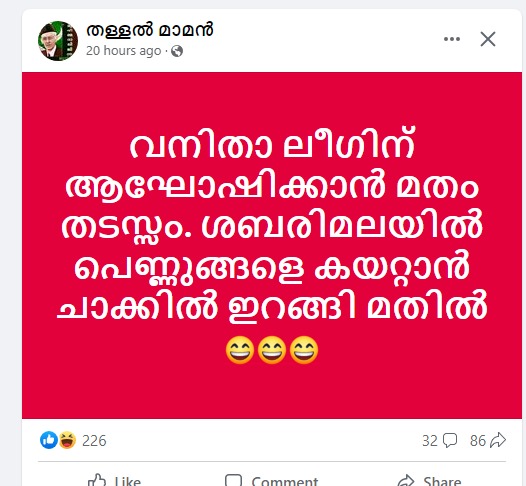 തള്ളൽ മാമൻ
20 hours ago
വനിതാ ലീഗിന്
ആഘോഷിക്കാൻ മതം
തടസ്സം. ശബരിമലയിൽ
പെണ്ണുങ്ങളെ കയറ്റാൻ
ചാക്കിൽ ഇറങ്ങി മതിൽ
😄😄😄
226 32 86
Like Comment Share